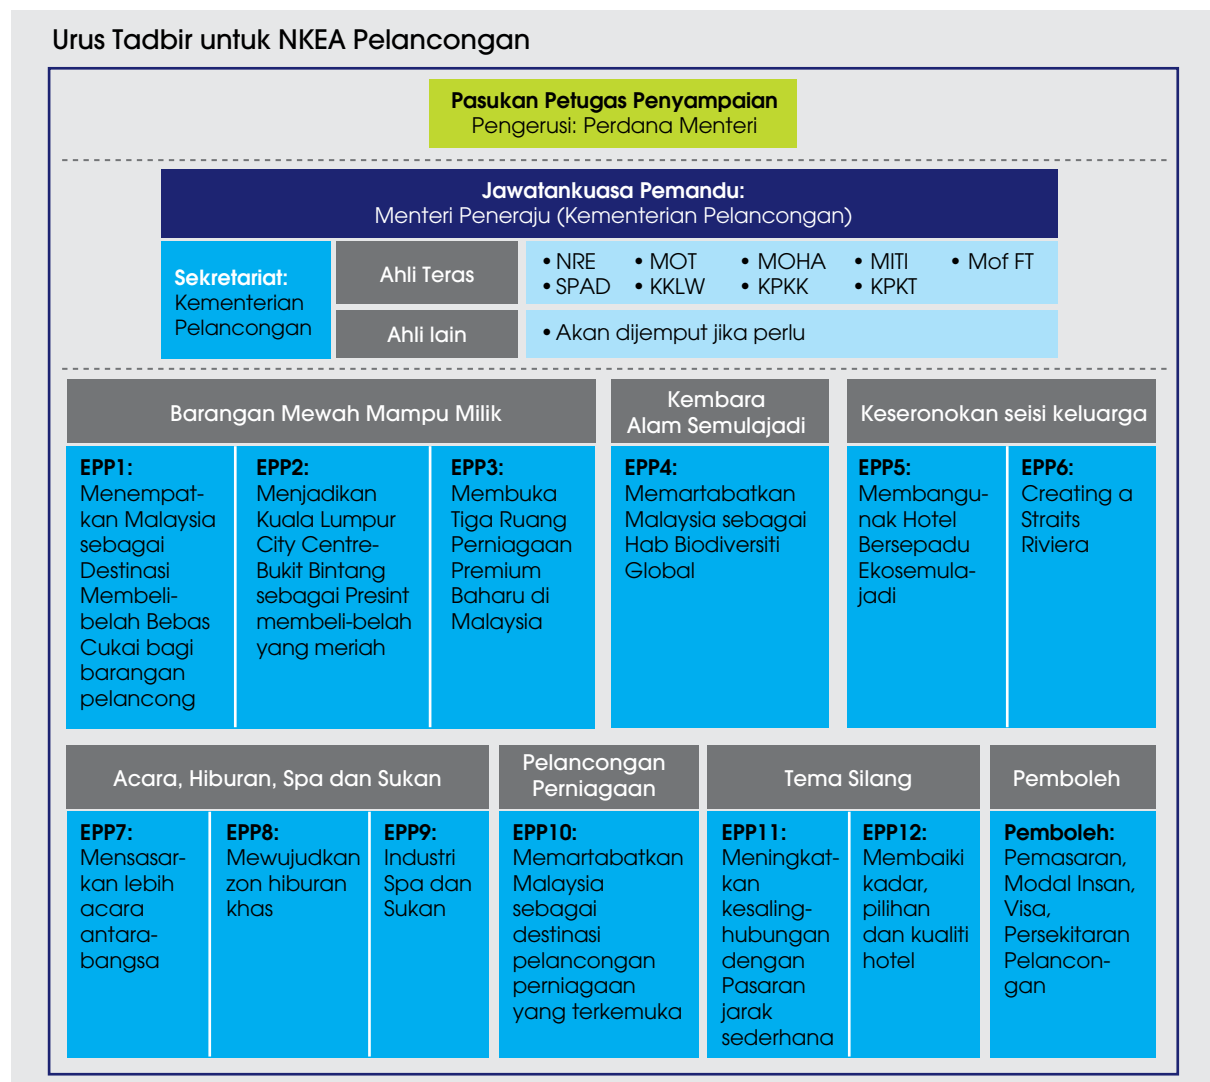 Urus Tadbir untuk NKEA Pelancongan
Pasukan Petugas Penyampaian
Pengerusi: Perdana Menteri
Jawatankuasa Pemandu:
Menteri Peneraju (Kementerian Pelancongan)
Sekretariat:
Kementerian
Pelancongan
Ahli Teras
• NRE • MOT • MOHA • MITI • Mof FT
• SPAD • KKLW • KPKK • KPKT
Ahli lain
• Akan dijemput jika perlu
Barangan Mewah Mampu Milik
EPP1:
Menempat-
kan Malaysia
sebagai
Destinasi
Membeli-
belah Bebas
Cukai bagi
barangan
pelancong
EPP2:
Menjadikan
Kuala Lumpur
City Centre-
Bukit Bintang
sebagai Presint
membeli-belah
yang meriah
EPP3:
Membuka
Tiga Ruang
Perniagaan
Premium
Baharu di
Malaysia
Kembara
Alam Semulajadi
EPP4:
Memartabatkan
Malaysia sebagai
Hab Biodiversiti
Global
Keseronokan seisi keluarga
EPP5:
Membangu-
nak Hotel
Bersepadu
Ekosemula-
jadi
EPP6:
Creating a
Straits
Riviera
Acara, Hiburan, Spa dan Sukan
EPP7:
Mensasar-
kan lebih
acara
antara-
bangsa
EPP8:
Mewujudkan
zon hiburan
khas
EPP9:
Industri
Spa dan
Sukan
Pelancongan
Perniagaan
EPP10:
Memartabatkan
Malaysia
sebagai
destinasi
pelancongan
perniagaan
yang terkemuka
Tema Silang
EPP11:
Meningkat-
kan
kesaling-
hubungan
dengan
Pasaran
jarak
sederhana
EPP12:
Membaiki
kadar,
pilihan
dan kualiti
hotel
Pemboleh
Pemboleh:
Pemasaran,
Modal Insan,
Visa,
Persekitaran
Pelancon-
gan